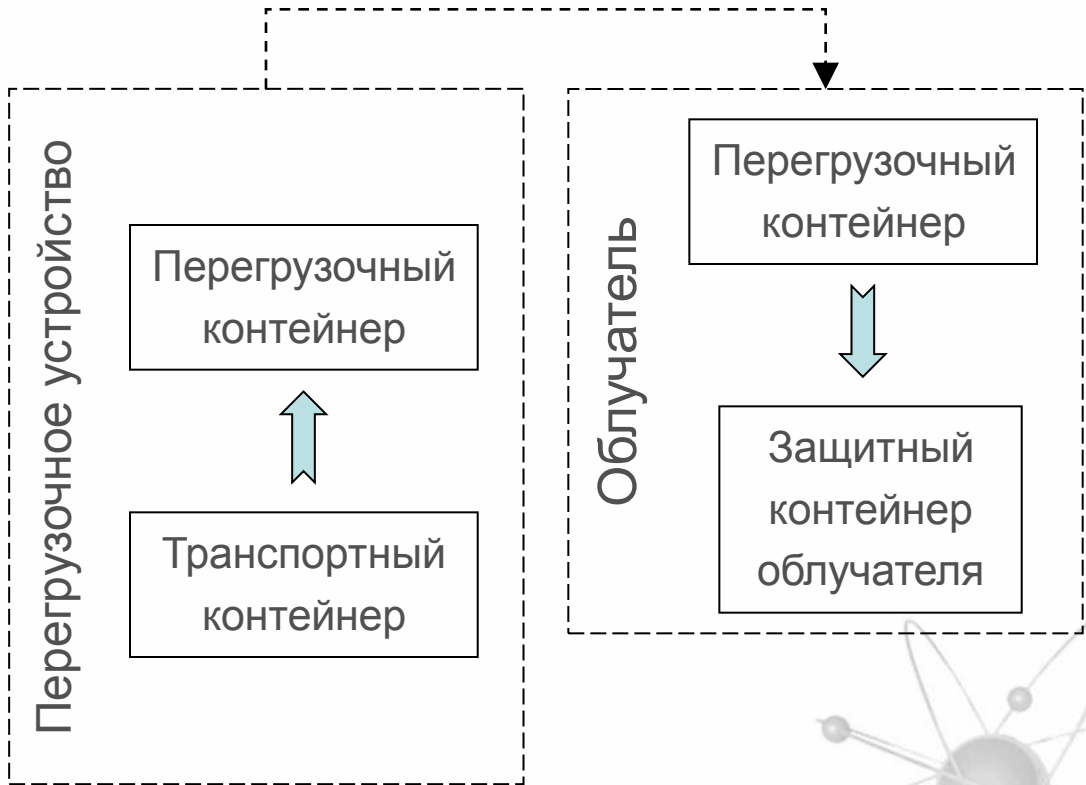 Перегрузочное устройство
Перегрузочный
контейнер
Транспортный
контейнер
Облучатель
Перегрузочный
контейнер
Защитный
контейнер
облучателя